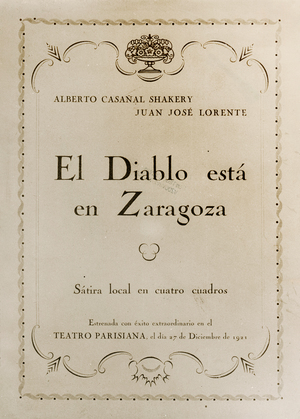 ALBERTO CASAÑAL SHAKERY
JUAN JOSÉ LORENTE
El Diablo está
en Zaragoza
Sátira local en cuatro cuadros
Estrenada con éxito extraordinario en el
TEATRO PARISIANA, el día 27 de Diciembre de 1921